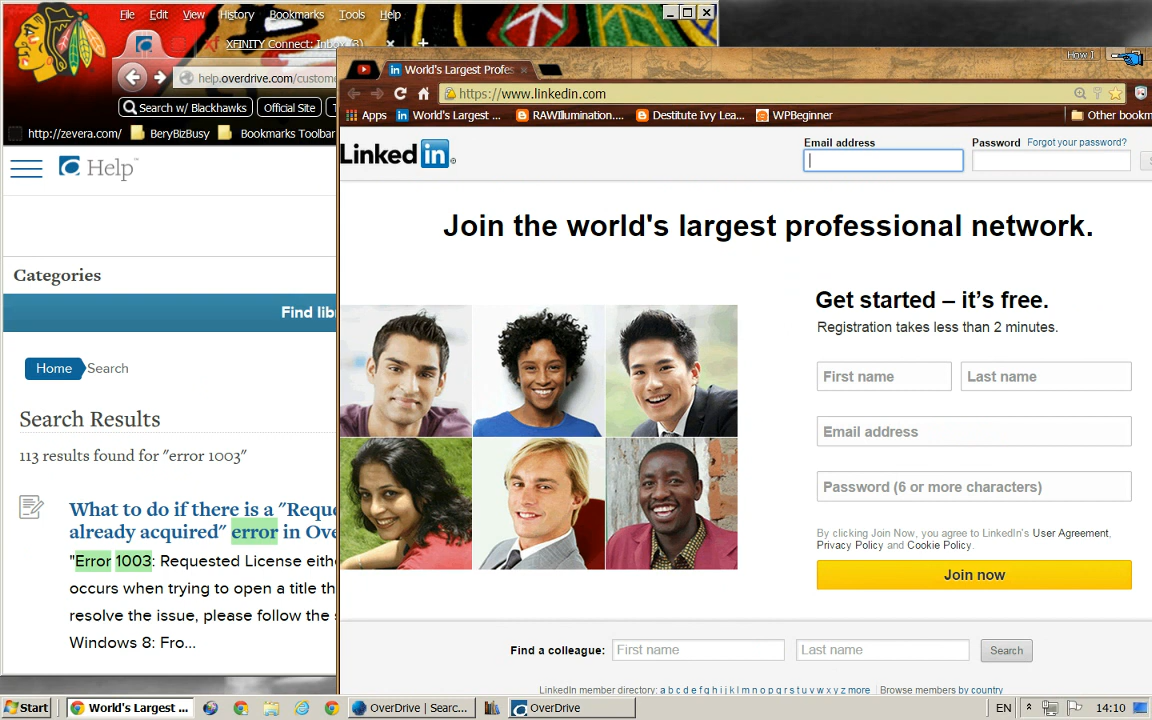 File Edit View History Bookmarks Tools Help
XFINITY Connect: Inbox (3)
help.overdrive.com/custome
Search w/ Blackhawks Official Site
http://zevera.com/ BeryBizBusy Bookmarks Toolbar
Help
Categories
Find lib
Home Search
Search Results
113 results found for "error 1003"
What to do if there is a "Reque
already acquired" error in Ove
"Error 1003: Requested License eithe
occurs when trying to open a title th
resolve the issue, please follow the s
Windows 8: Fro...
How I
World's Largest Profes
https://www.linkedin.com
Apps World's Largest ... RAWIllumination.... Destitute Ivy Lea... WPBeginner Other bookm
Linked in
Email address Password Forgot your password?
Join the world's largest professional network.
Get started – it's free.
Registration takes less than 2 minutes.
First name Last name
Email address
Password (6 or more characters)
By clicking Join Now, you agree to LinkedIn's User Agreement,
Privacy Policy and Cookie Policy.
Join now
Find a colleague: First name Last name Search
LinkedIn member directory: a b c d e f g h i j k l m n o p q r s t u v w x y z more Browse members by country
Start World's Largest ... OverDrive | Searc... OverDrive EN 14:10